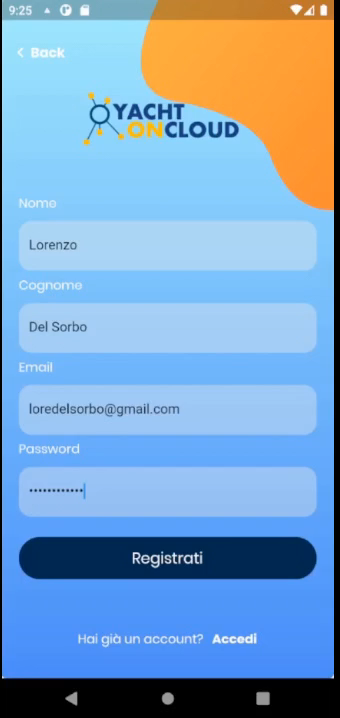 9:25
Back
YACHT
ONCLOUD
Nome
Lorenzo
Cognome
Del Sorbo
Email
loredelsorbo@gmail.com
Password
••••••••••••
Registrati
Hai già un account? Accedi